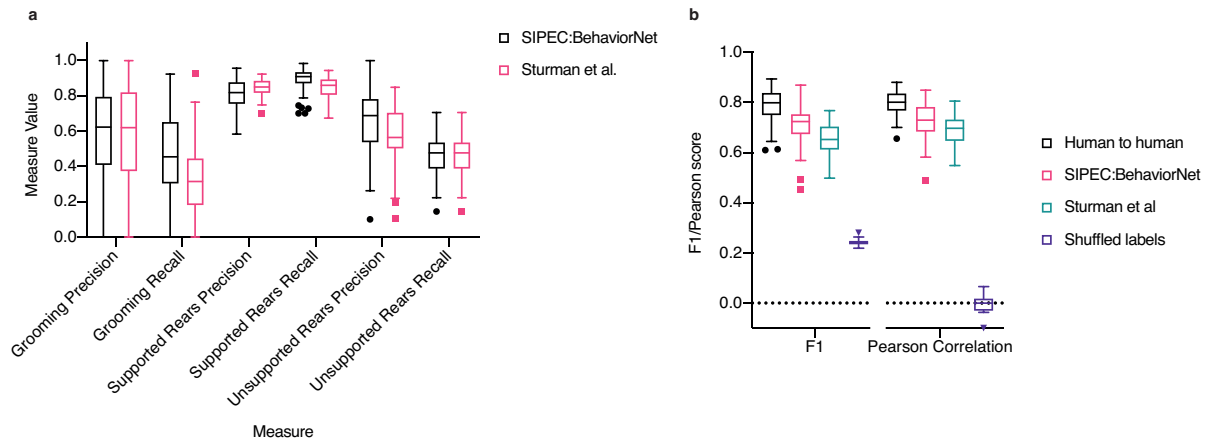 a
SIPEC:BehaviorNet
Sturman et al.
Measure Value
1.0
0.8
0.6
0.4
0.2
0.0
Grooming Precision
Grooming Recall
Supported Rears Precision
Supported Rears Recall
Unsupported Rears Precision
Unsupported Rears Recall
Measure
b
F1/Pearson score
1.0
0.8
0.6
0.4
0.2
0.0
F1
Pearson Correlation
Human to human
SIPEC:BehaviorNet
Sturman et al
Shuffled labels